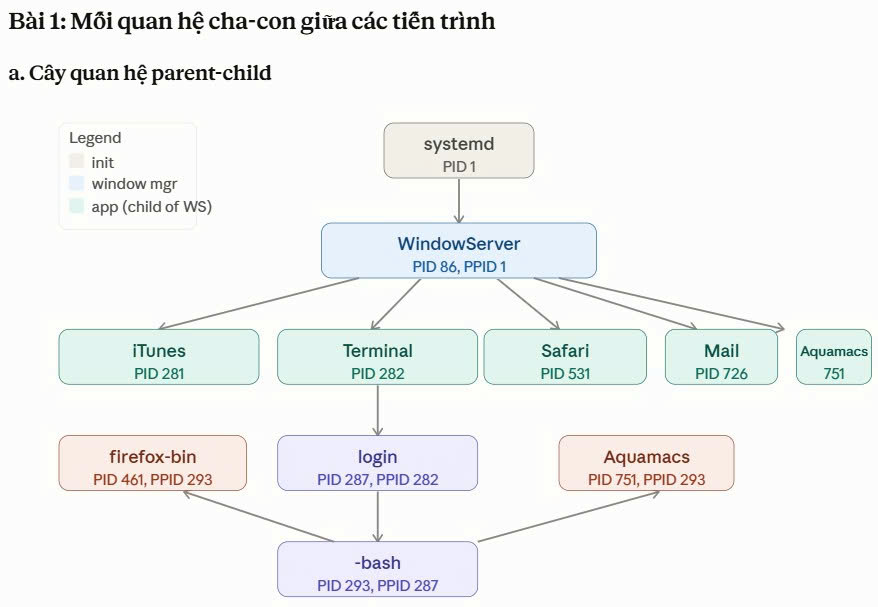 Bài 1: Mối quan hệ cha-con giữa các tiến trình
a. Cây quan hệ parent-child
Legend
init
window mgr
app (child of WS)
systemd
PID 1
WindowServer
PID 86, PPID 1
iTunes
PID 281
Terminal
PID 282
Safari
PID 531
Mail
PID 726
Aquamacs
751
firefox-bin
PID 461, PPID 293
login
PID 287, PPID 282
Aquamacs
PID 751, PPID 293
-bash
PID 293, PPID 287